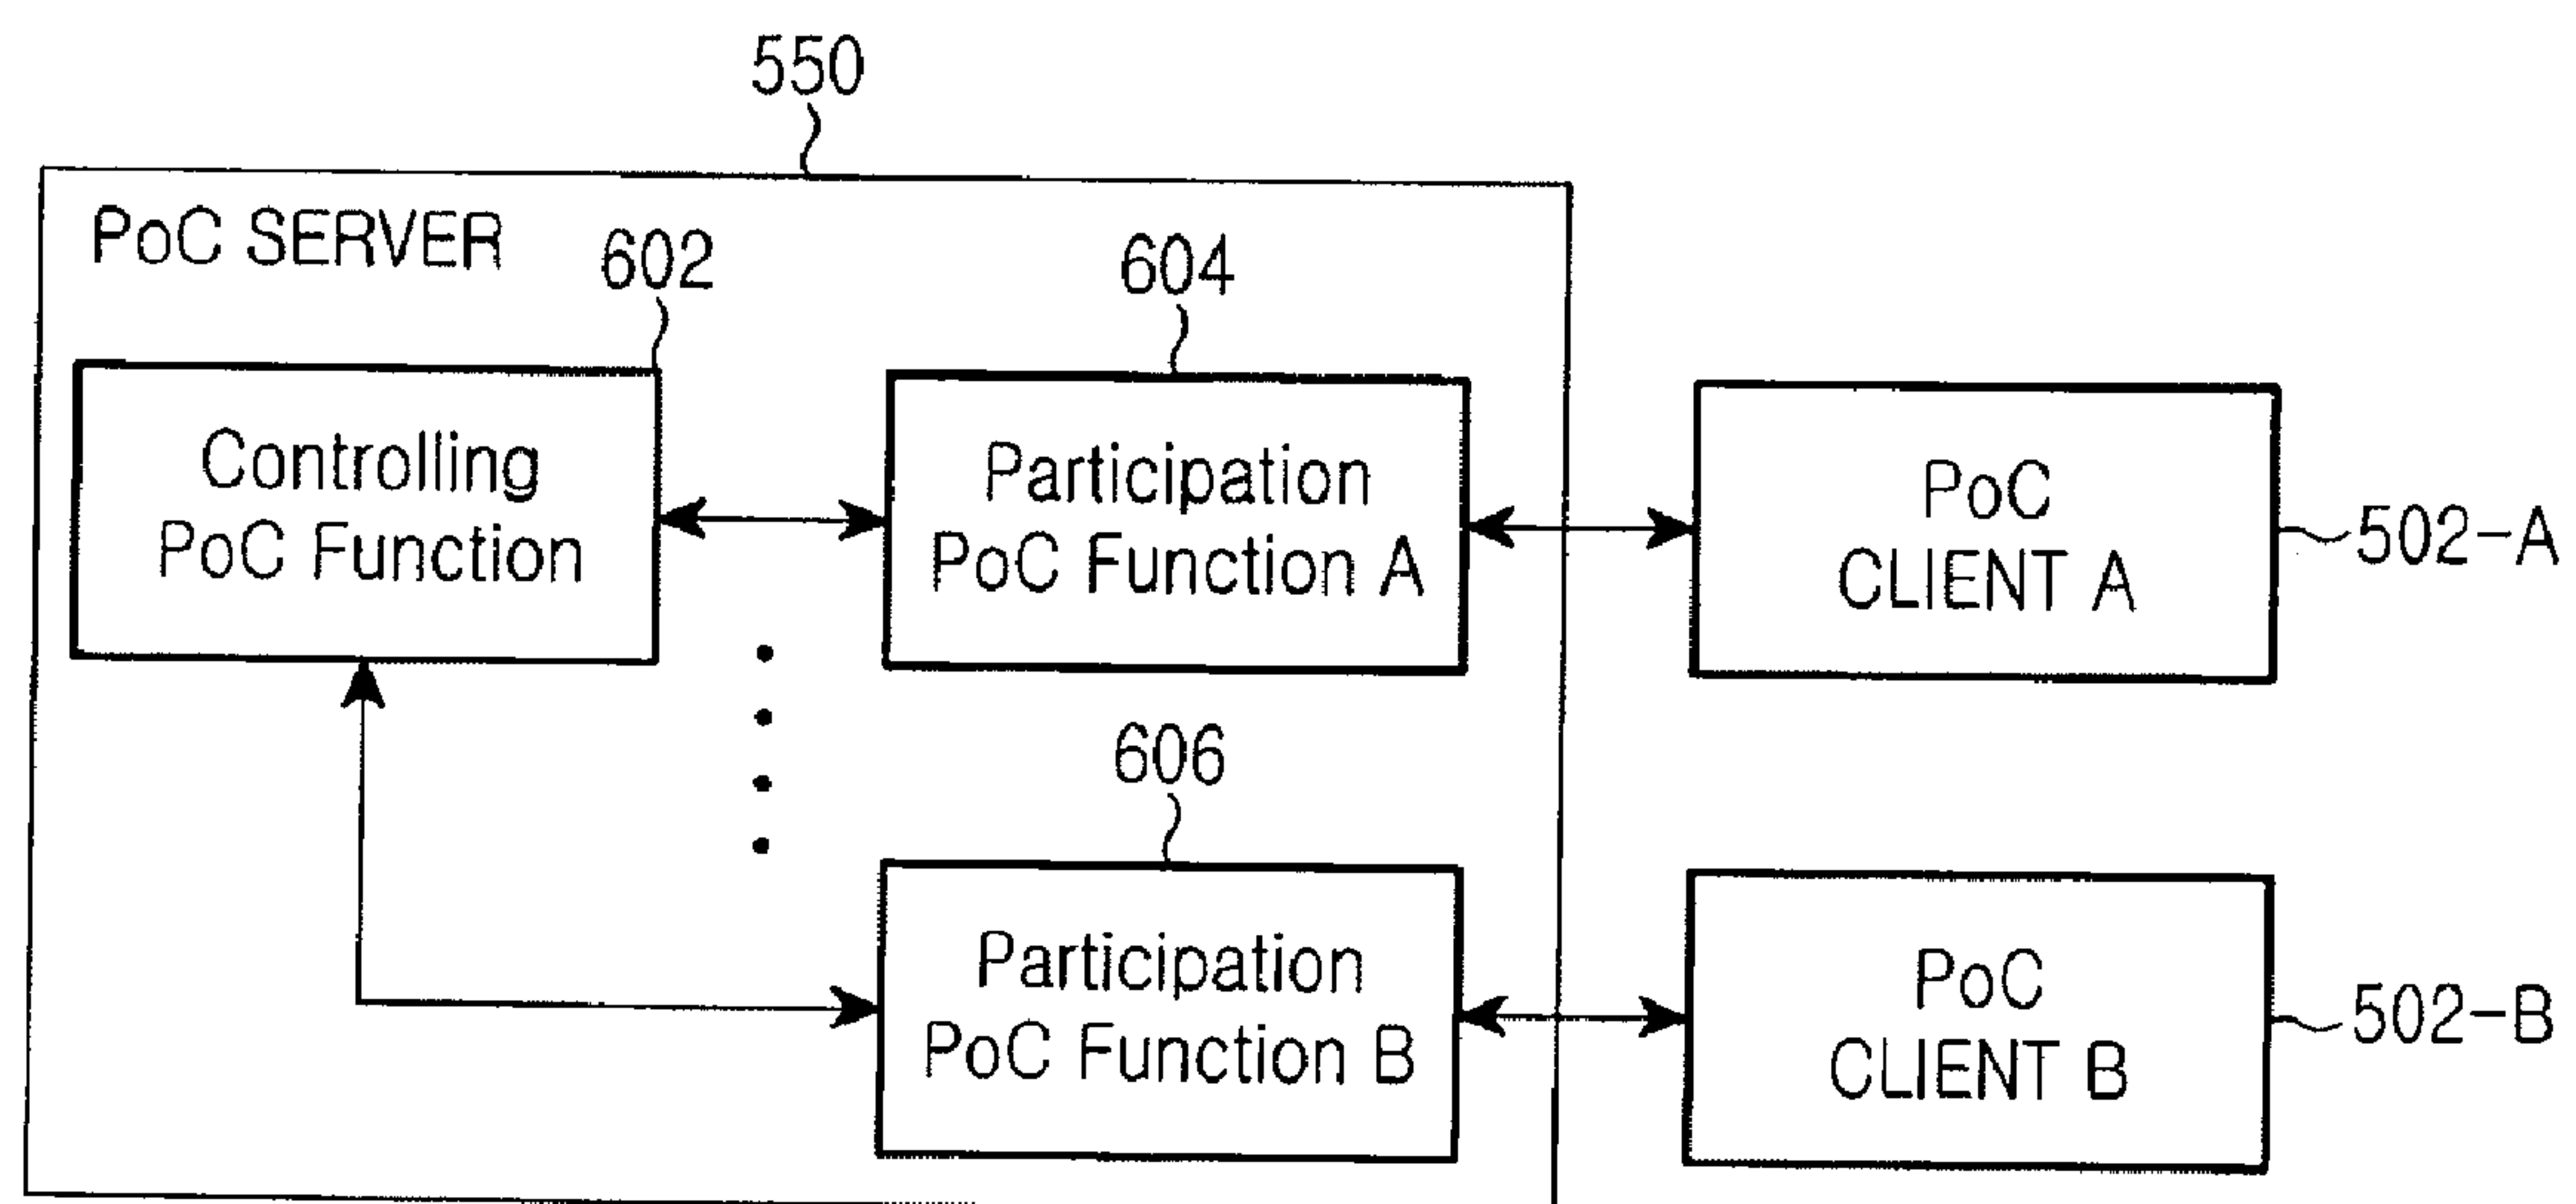 550
PoC SERVER
602
604
Controlling
PoC Function
Participation
PoC Function A
PoC
CLIENT A
502-A
606
Participation
PoC Function B
PoC
CLIENT B
502-B